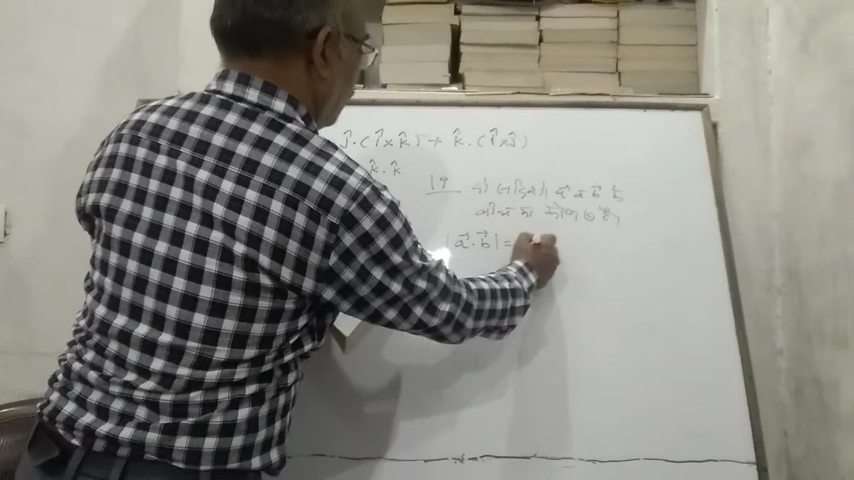 ĵ.(î×k̂) + k̂.(î×ĵ)
k̂.k̂
19 दो सदिशों a⃗ व b⃗ के
बीच का कोण θ है,
|a⃗.b⃗| =